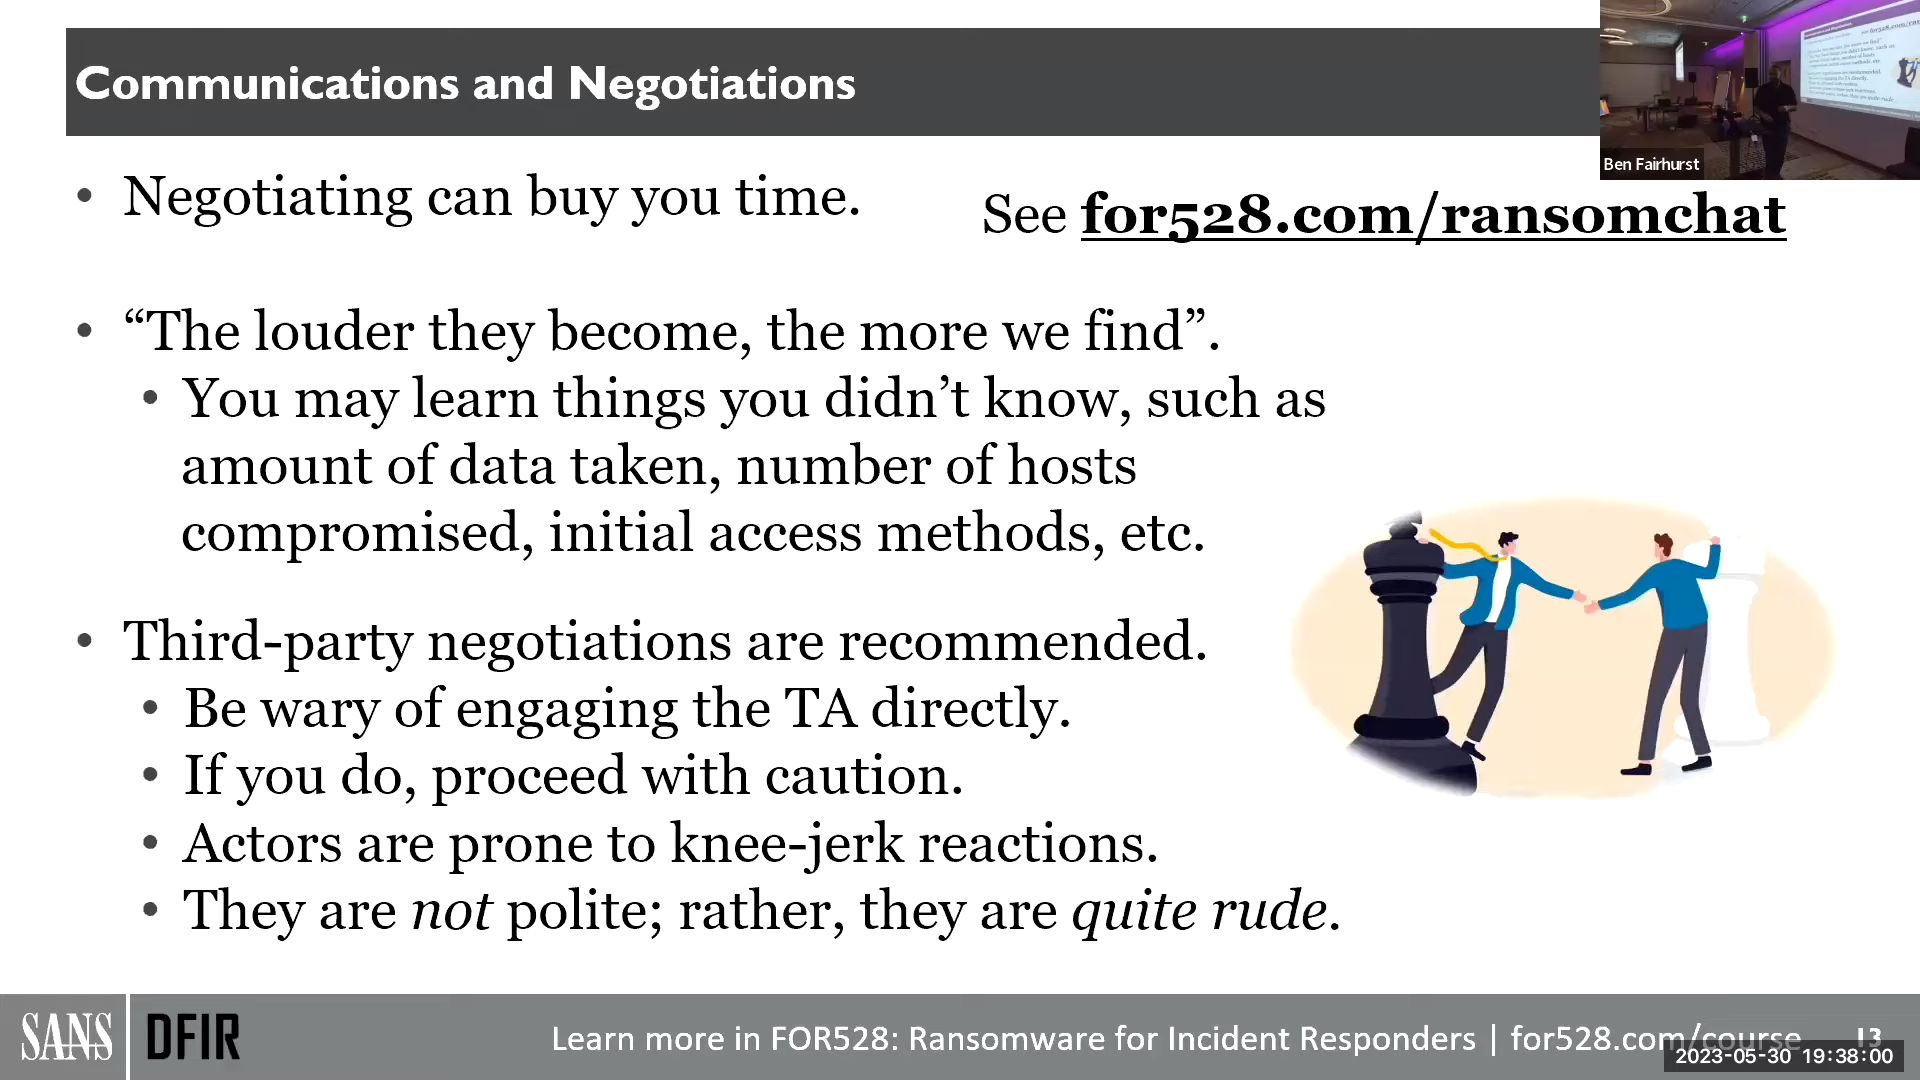 Communications and Negotiations
Ben Fairhurst
• Negotiating can buy you time.
See for528.com/ransomchat
• “The louder they become, the more we find”.
• You may learn things you didn’t know, such as
amount of data taken, number of hosts
compromised, initial access methods, etc.
• Third-party negotiations are recommended.
• Be wary of engaging the TA directly.
• If you do, proceed with caution.
• Actors are prone to knee-jerk reactions.
• They are not polite; rather, they are quite rude.
SANS DFIR
Learn more in FOR528: Ransomware for Incident Responders | for528.com/course
13
2023-05-30 19:38:00